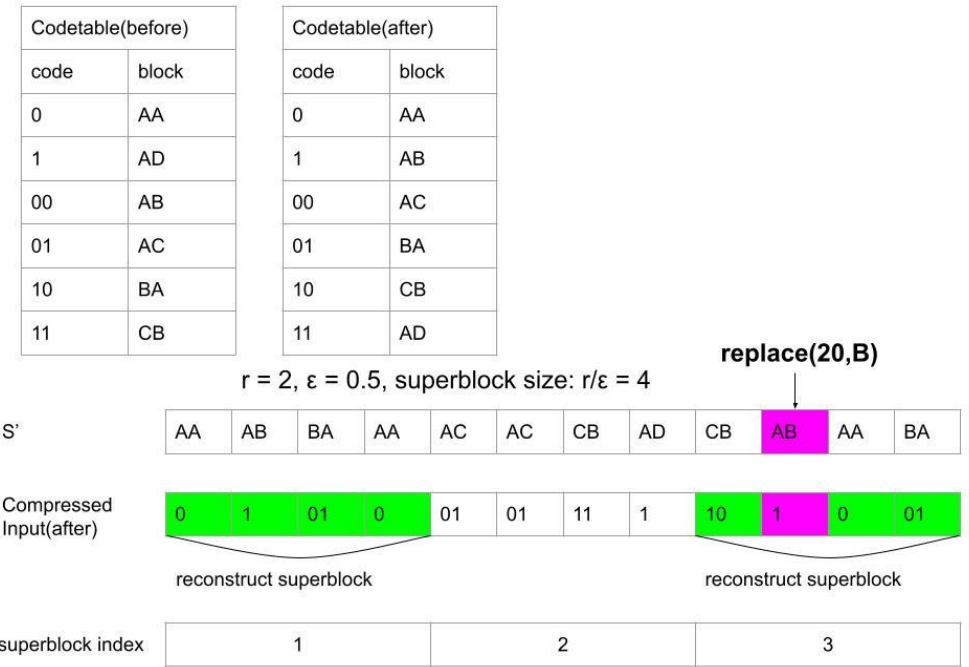 Codetable(before)
code block
0 AA
1 AD
00 AB
01 AC
10 BA
11 CB
Codetable(after)
code block
0 AA
1 AB
00 AC
01 BA
10 CB
11 AD
replace(20,B)
r = 2, ε = 0.5, superblock size: r/ε = 4
S' AA AB BA AA AC AC CB AD CB AB AA BA
Compressed
Input(after) 0 1 01 0 01 01 11 1 10 1 0 01
reconstruct superblock reconstruct superblock
superblock index 1 2 3